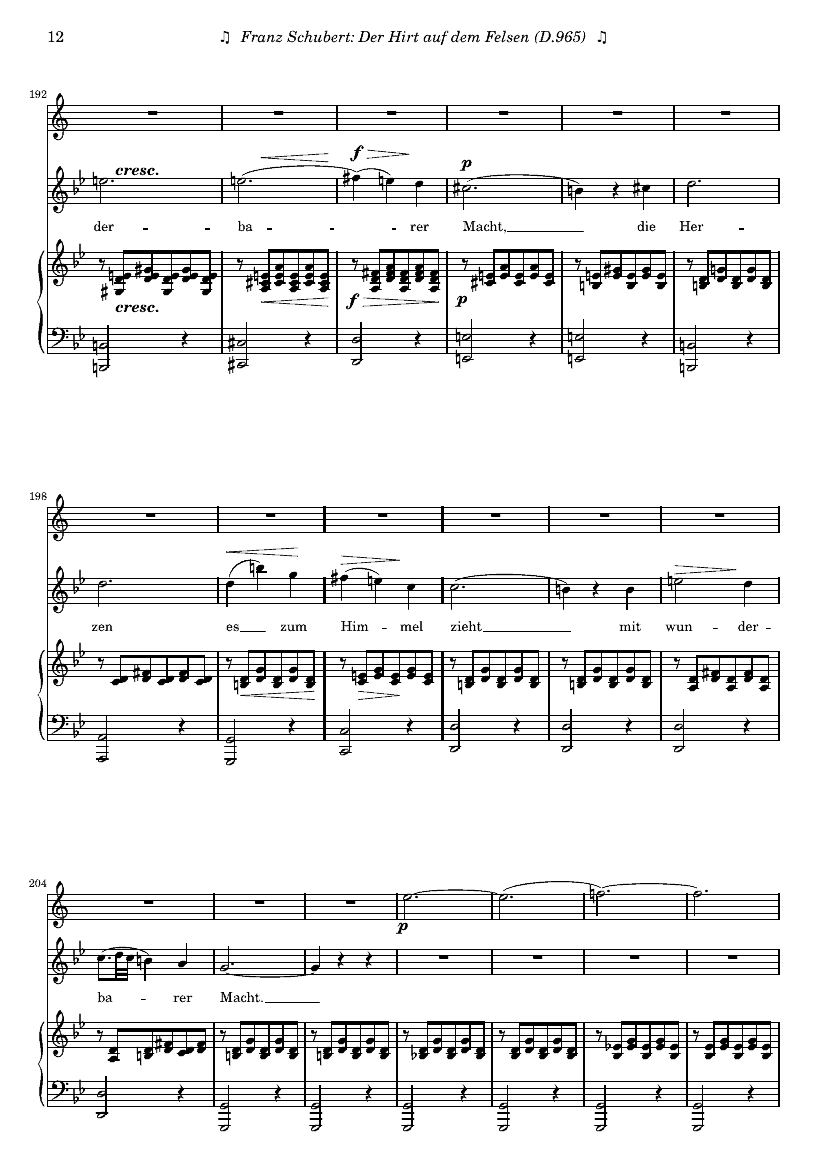 12 ♫ Franz Schubert: Der Hirt auf dem Felsen (D.965) ♫
192
cresc. f p
der - - ba - - rer Macht, die Her -
cresc. f p
198
zen es zum Him - mel zieht mit wun - der -
204
p
ba - rer Macht.